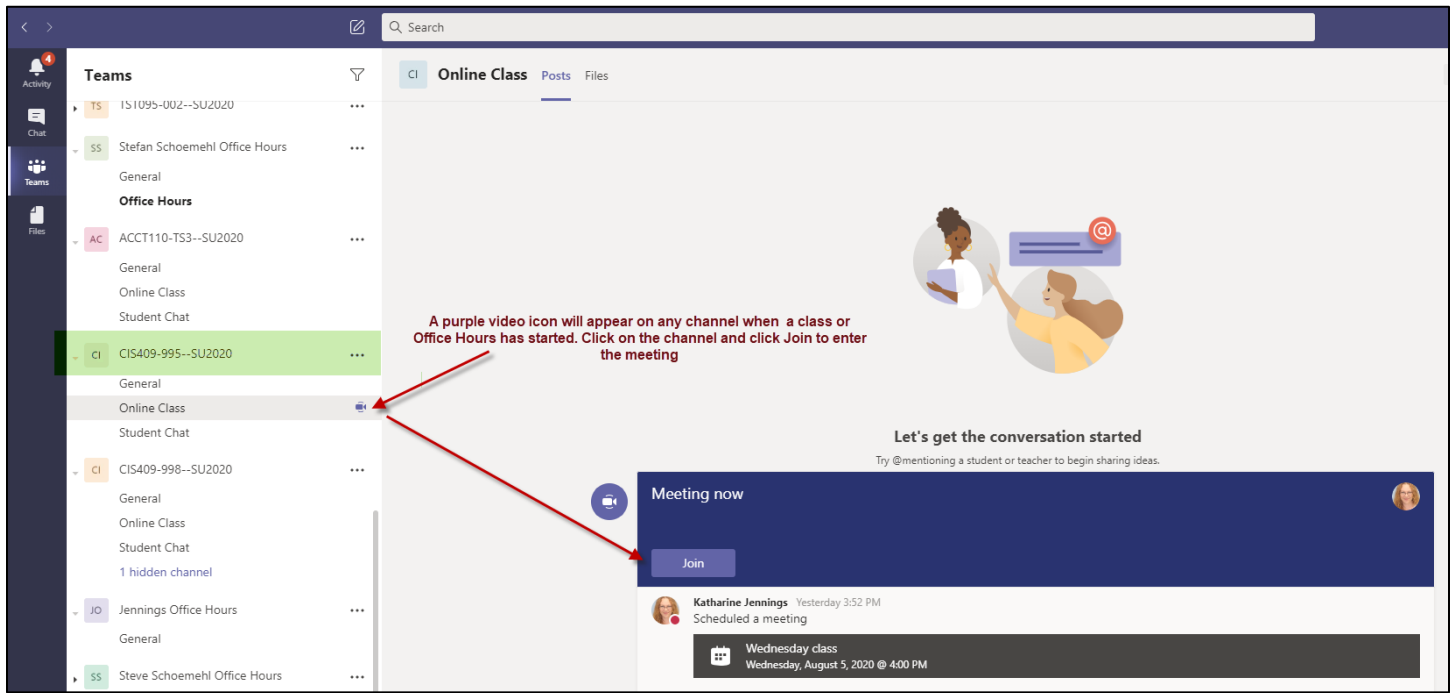 Search
4
Activity
Chat
Teams
Files
Teams
TS TST095-002--SU2020
SS Stefan Schoemehl Office Hours
General
Office Hours
AC ACCT110-TS3--SU2020
General
Online Class
Student Chat
CI CIS409-995--SU2020
General
Online Class
Student Chat
CI CIS409-998--SU2020
General
Online Class
Student Chat
1 hidden channel
JO Jennings Office Hours
General
SS Steve Schoemehl Office Hours
CI Online Class Posts Files
@
A purple video icon will appear on any channel when a class or
Office Hours has started. Click on the channel and click Join to enter
the meeting
Let's get the conversation started
Try @mentioning a student or teacher to begin sharing ideas.
Meeting now
Join
Katharine Jennings Yesterday 3:52 PM
Scheduled a meeting
Wednesday class
Wednesday, August 5, 2020 @ 4:00 PM